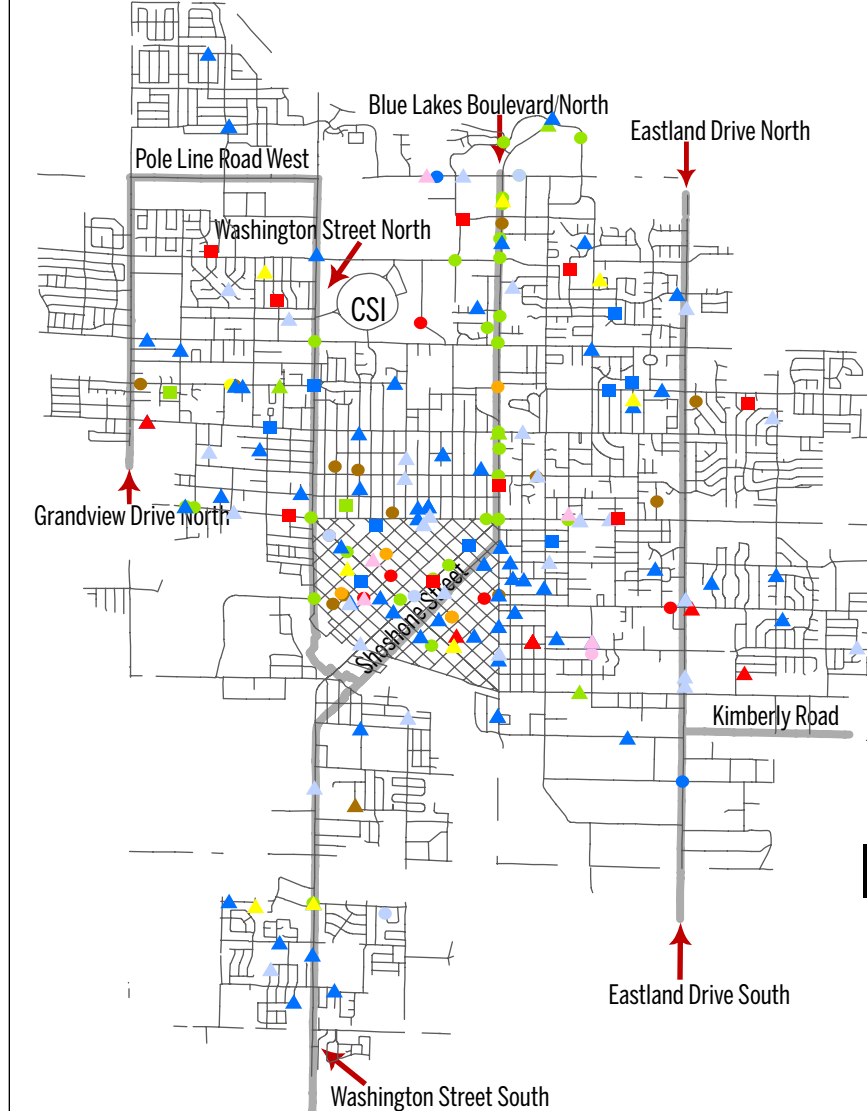 Blue Lakes Boulevard/North
Eastland Drive North
Pole Line Road West
Washington Street North
CSI
Grandview Drive North
Shoshone Street
Kimberly Road
Eastland Drive South
Washington Street South